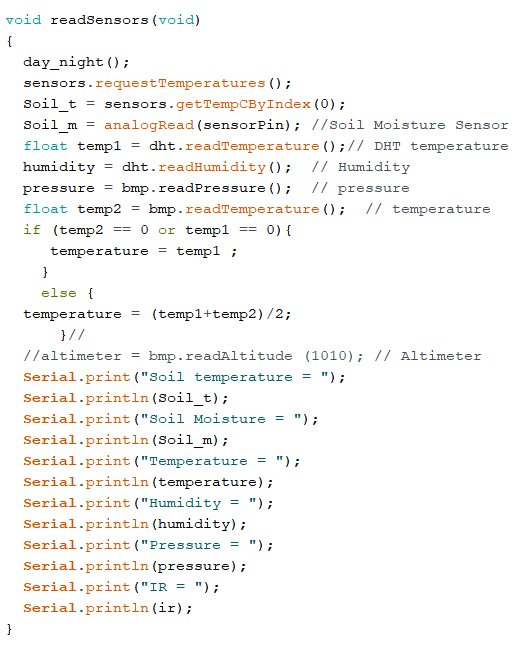 void readSensors(void)
{
  day_night();
  sensors.requestTemperatures();
  Soil_t = sensors.getTempCByIndex(0);
  Soil_m = analogRead(sensorPin); //Soil Moisture Sensor
  float temp1 = dht.readTemperature();// DHT temperature
  humidity = dht.readHumidity();  // Humidity
  pressure = bmp.readPressure();  // pressure
  float temp2 = bmp.readTemperature();  // temperature
  if (temp2 == 0 or temp1 == 0){
     temperature = temp1 ;
    }
    else {
  temperature = (temp1+temp2)/2;
      }//
  //altimeter = bmp.readAltitude (1010); // Altimeter
  Serial.print("Soil temperature = ");
  Serial.println(Soil_t);
  Serial.print("Soil Moisture = ");
  Serial.println(Soil_m);
  Serial.print("Temperature = ");
  Serial.println(temperature);
  Serial.print("Humidity = ");
  Serial.println(humidity);
  Serial.print("Pressure = ");
  Serial.println(pressure);
  Serial.print("IR = ");
  Serial.println(ir);
}